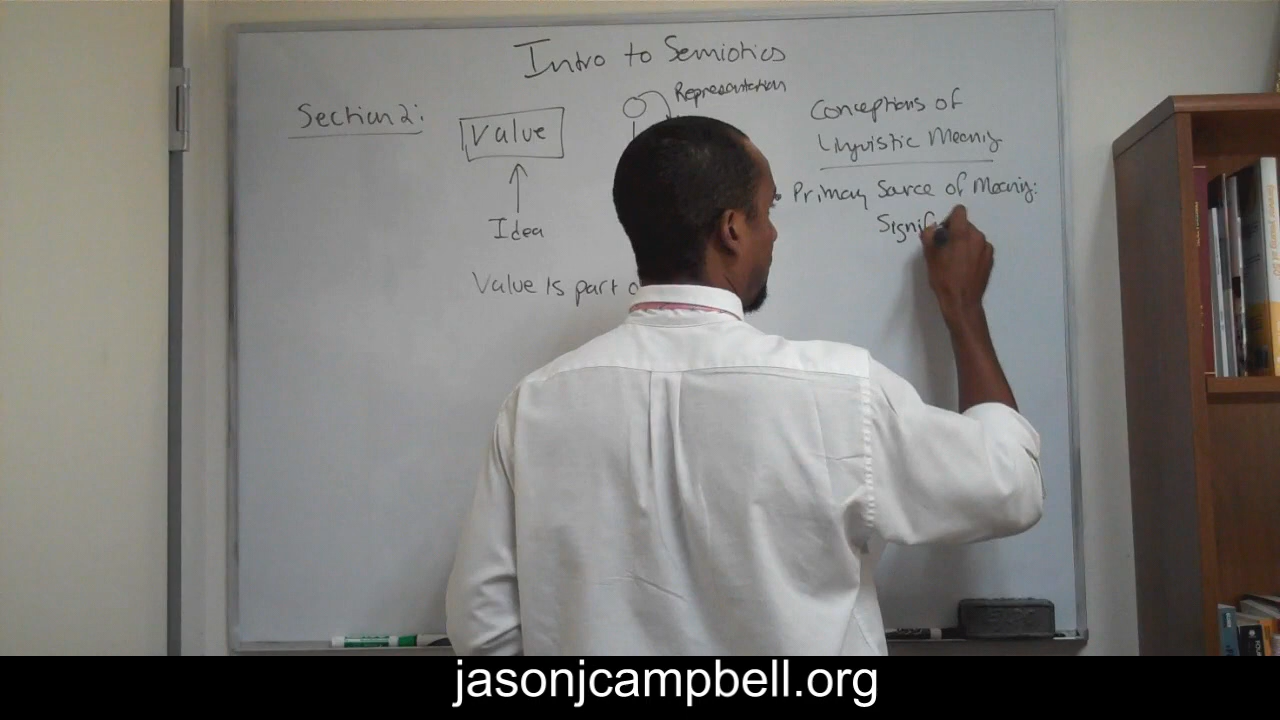 Intro to Semiotics
Section 2:
Value
Idea
Value is part
Representation
Conceptions of
Linguistic Meaning
• Primary Source of Meaning:
Signif
jasonjcampbell.org